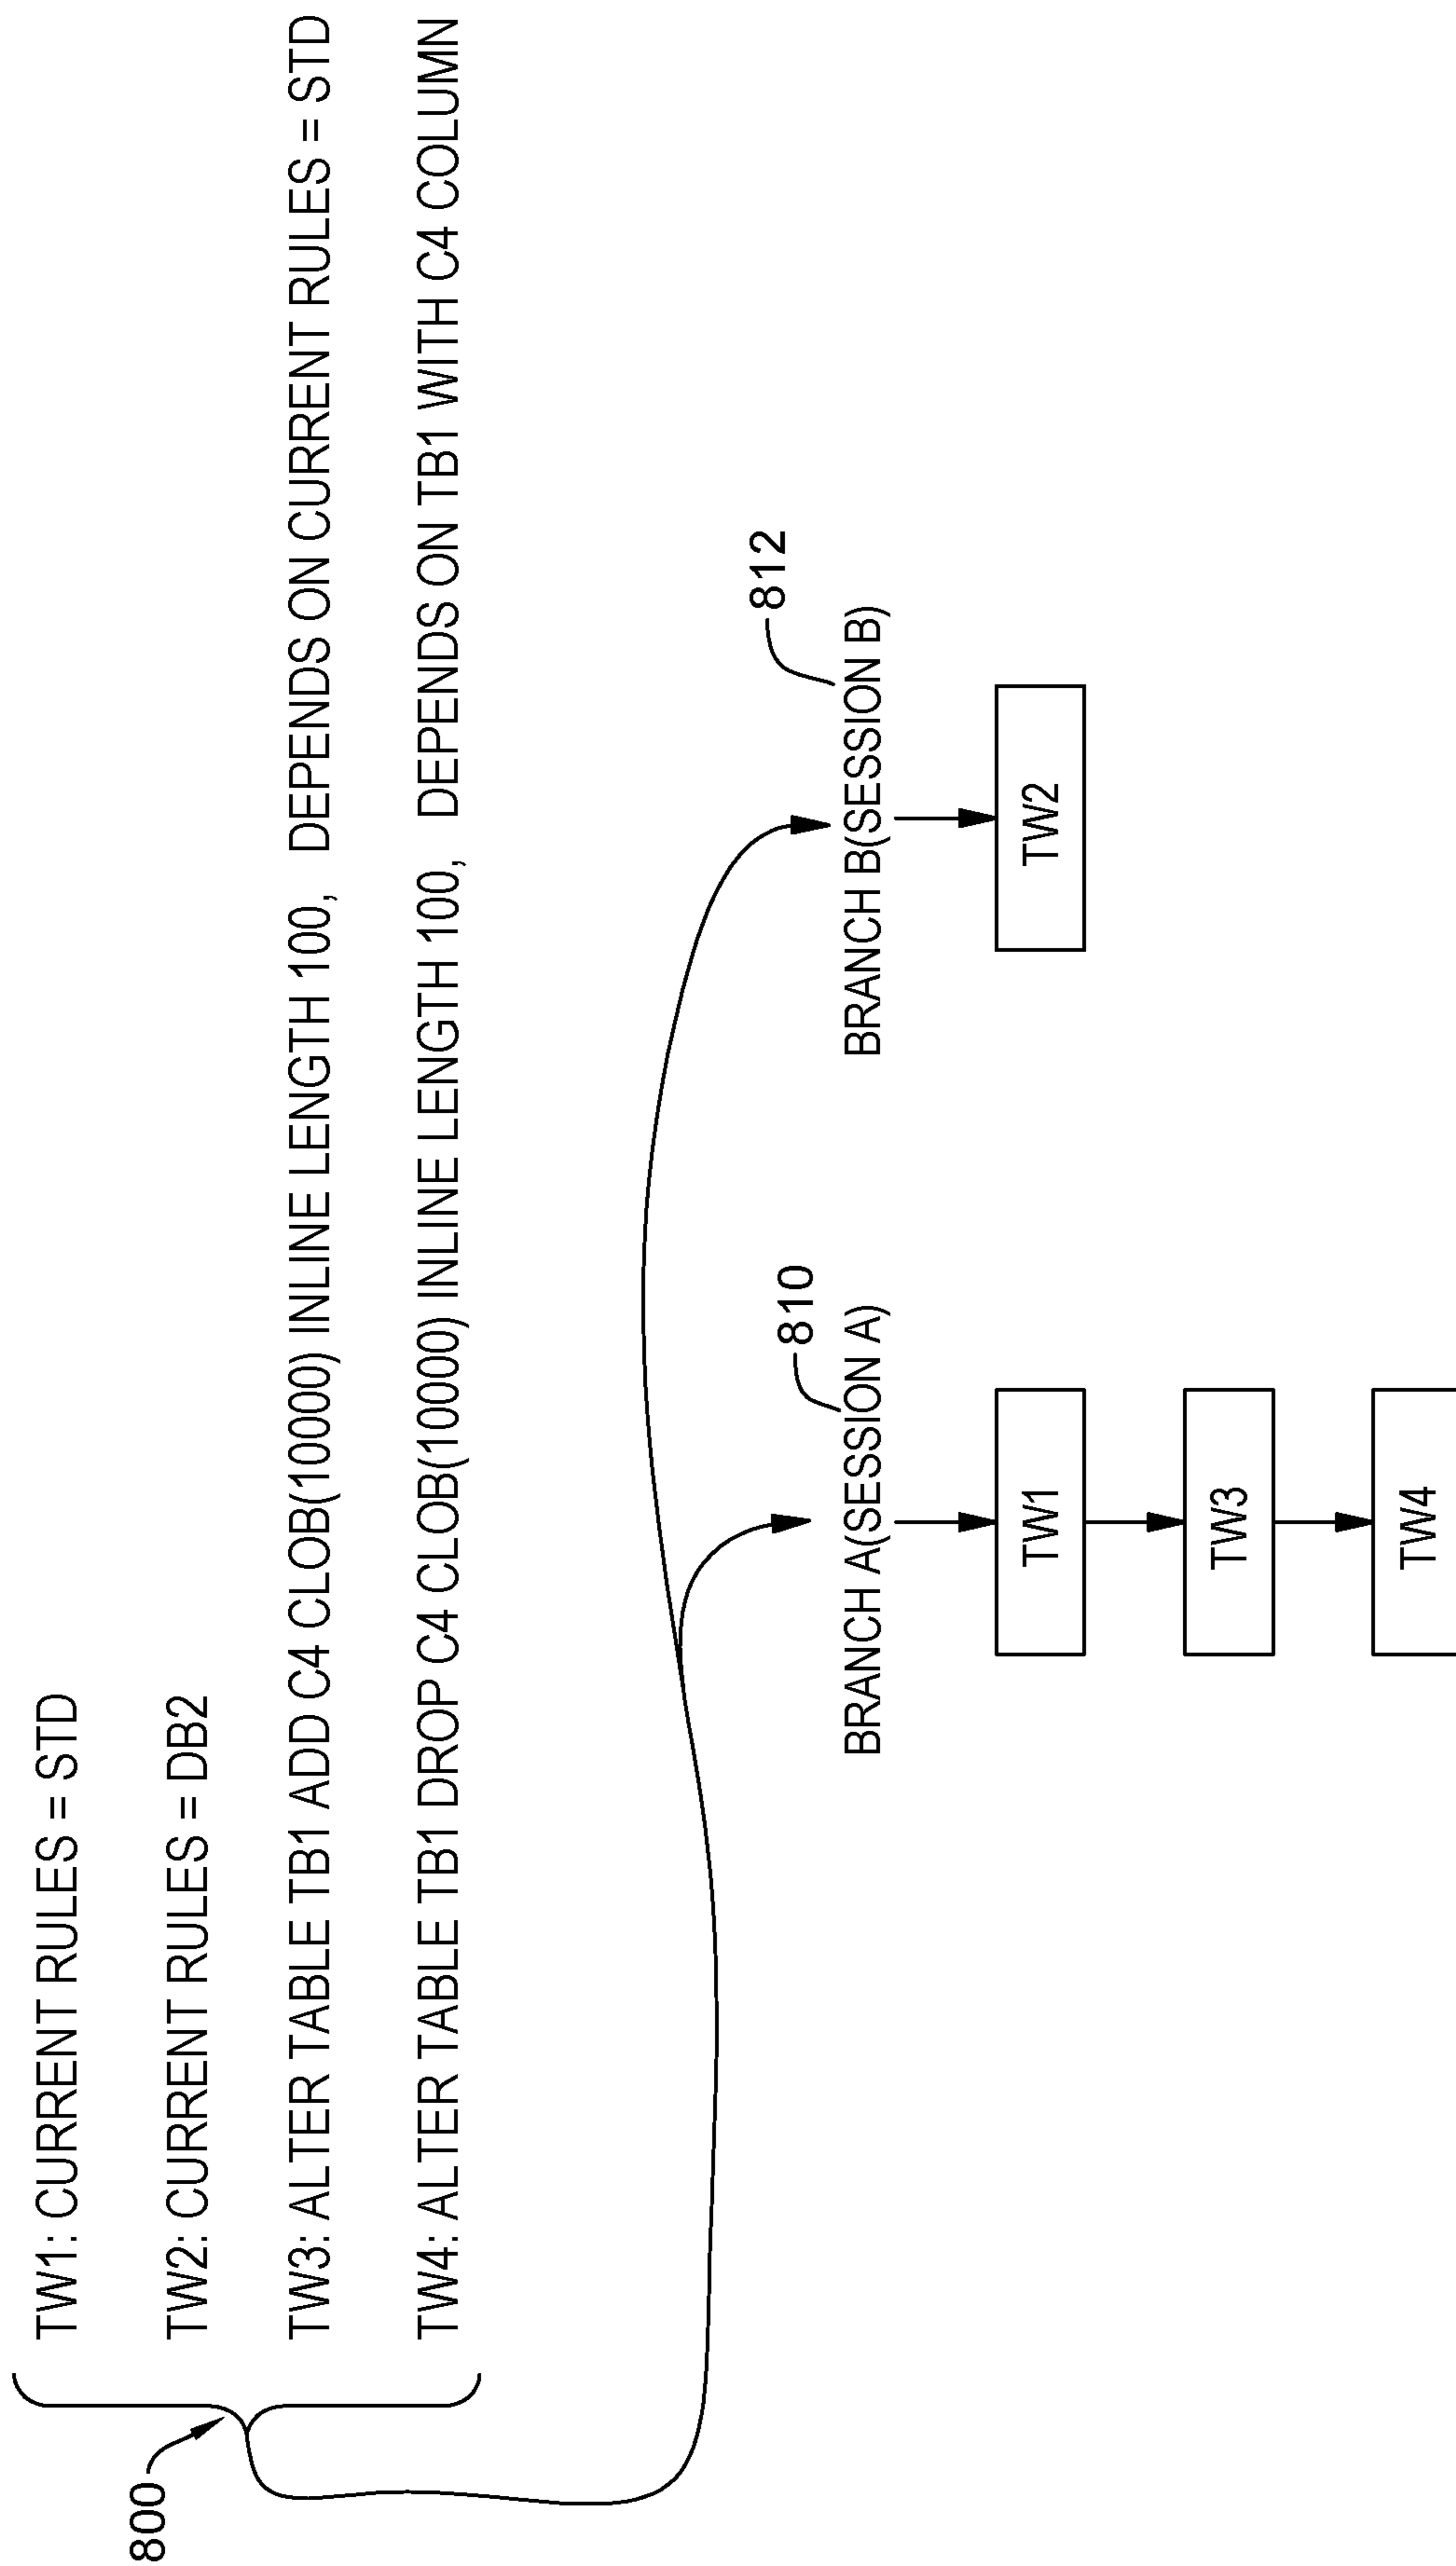 800
TW1: CURRENT RULES = STD
TW2: CURRENT RULES = DB2
TW3: ALTER TABLE TB1 ADD C4 CLOB(10000) INLINE LENGTH 100, DEPENDS ON CURRENT RULES = STD
TW4: ALTER TABLE TB1 DROP C4 CLOB(10000) INLINE LENGTH 100, DEPENDS ON TB1 WITH C4 COLUMN
810
BRANCH A(SESSION A)
TW1
TW3
TW4
812
BRANCH B(SESSION B)
TW2